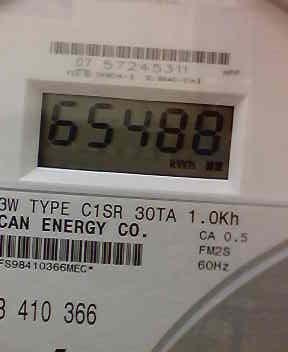 07 57245311
65488
KWH
3W TYPE C1SR 30TA 1.0Kh
CAN ENERGY CO.
CA 0.5
FM2S
FS98410366MEC*
60Hz
8 410 366